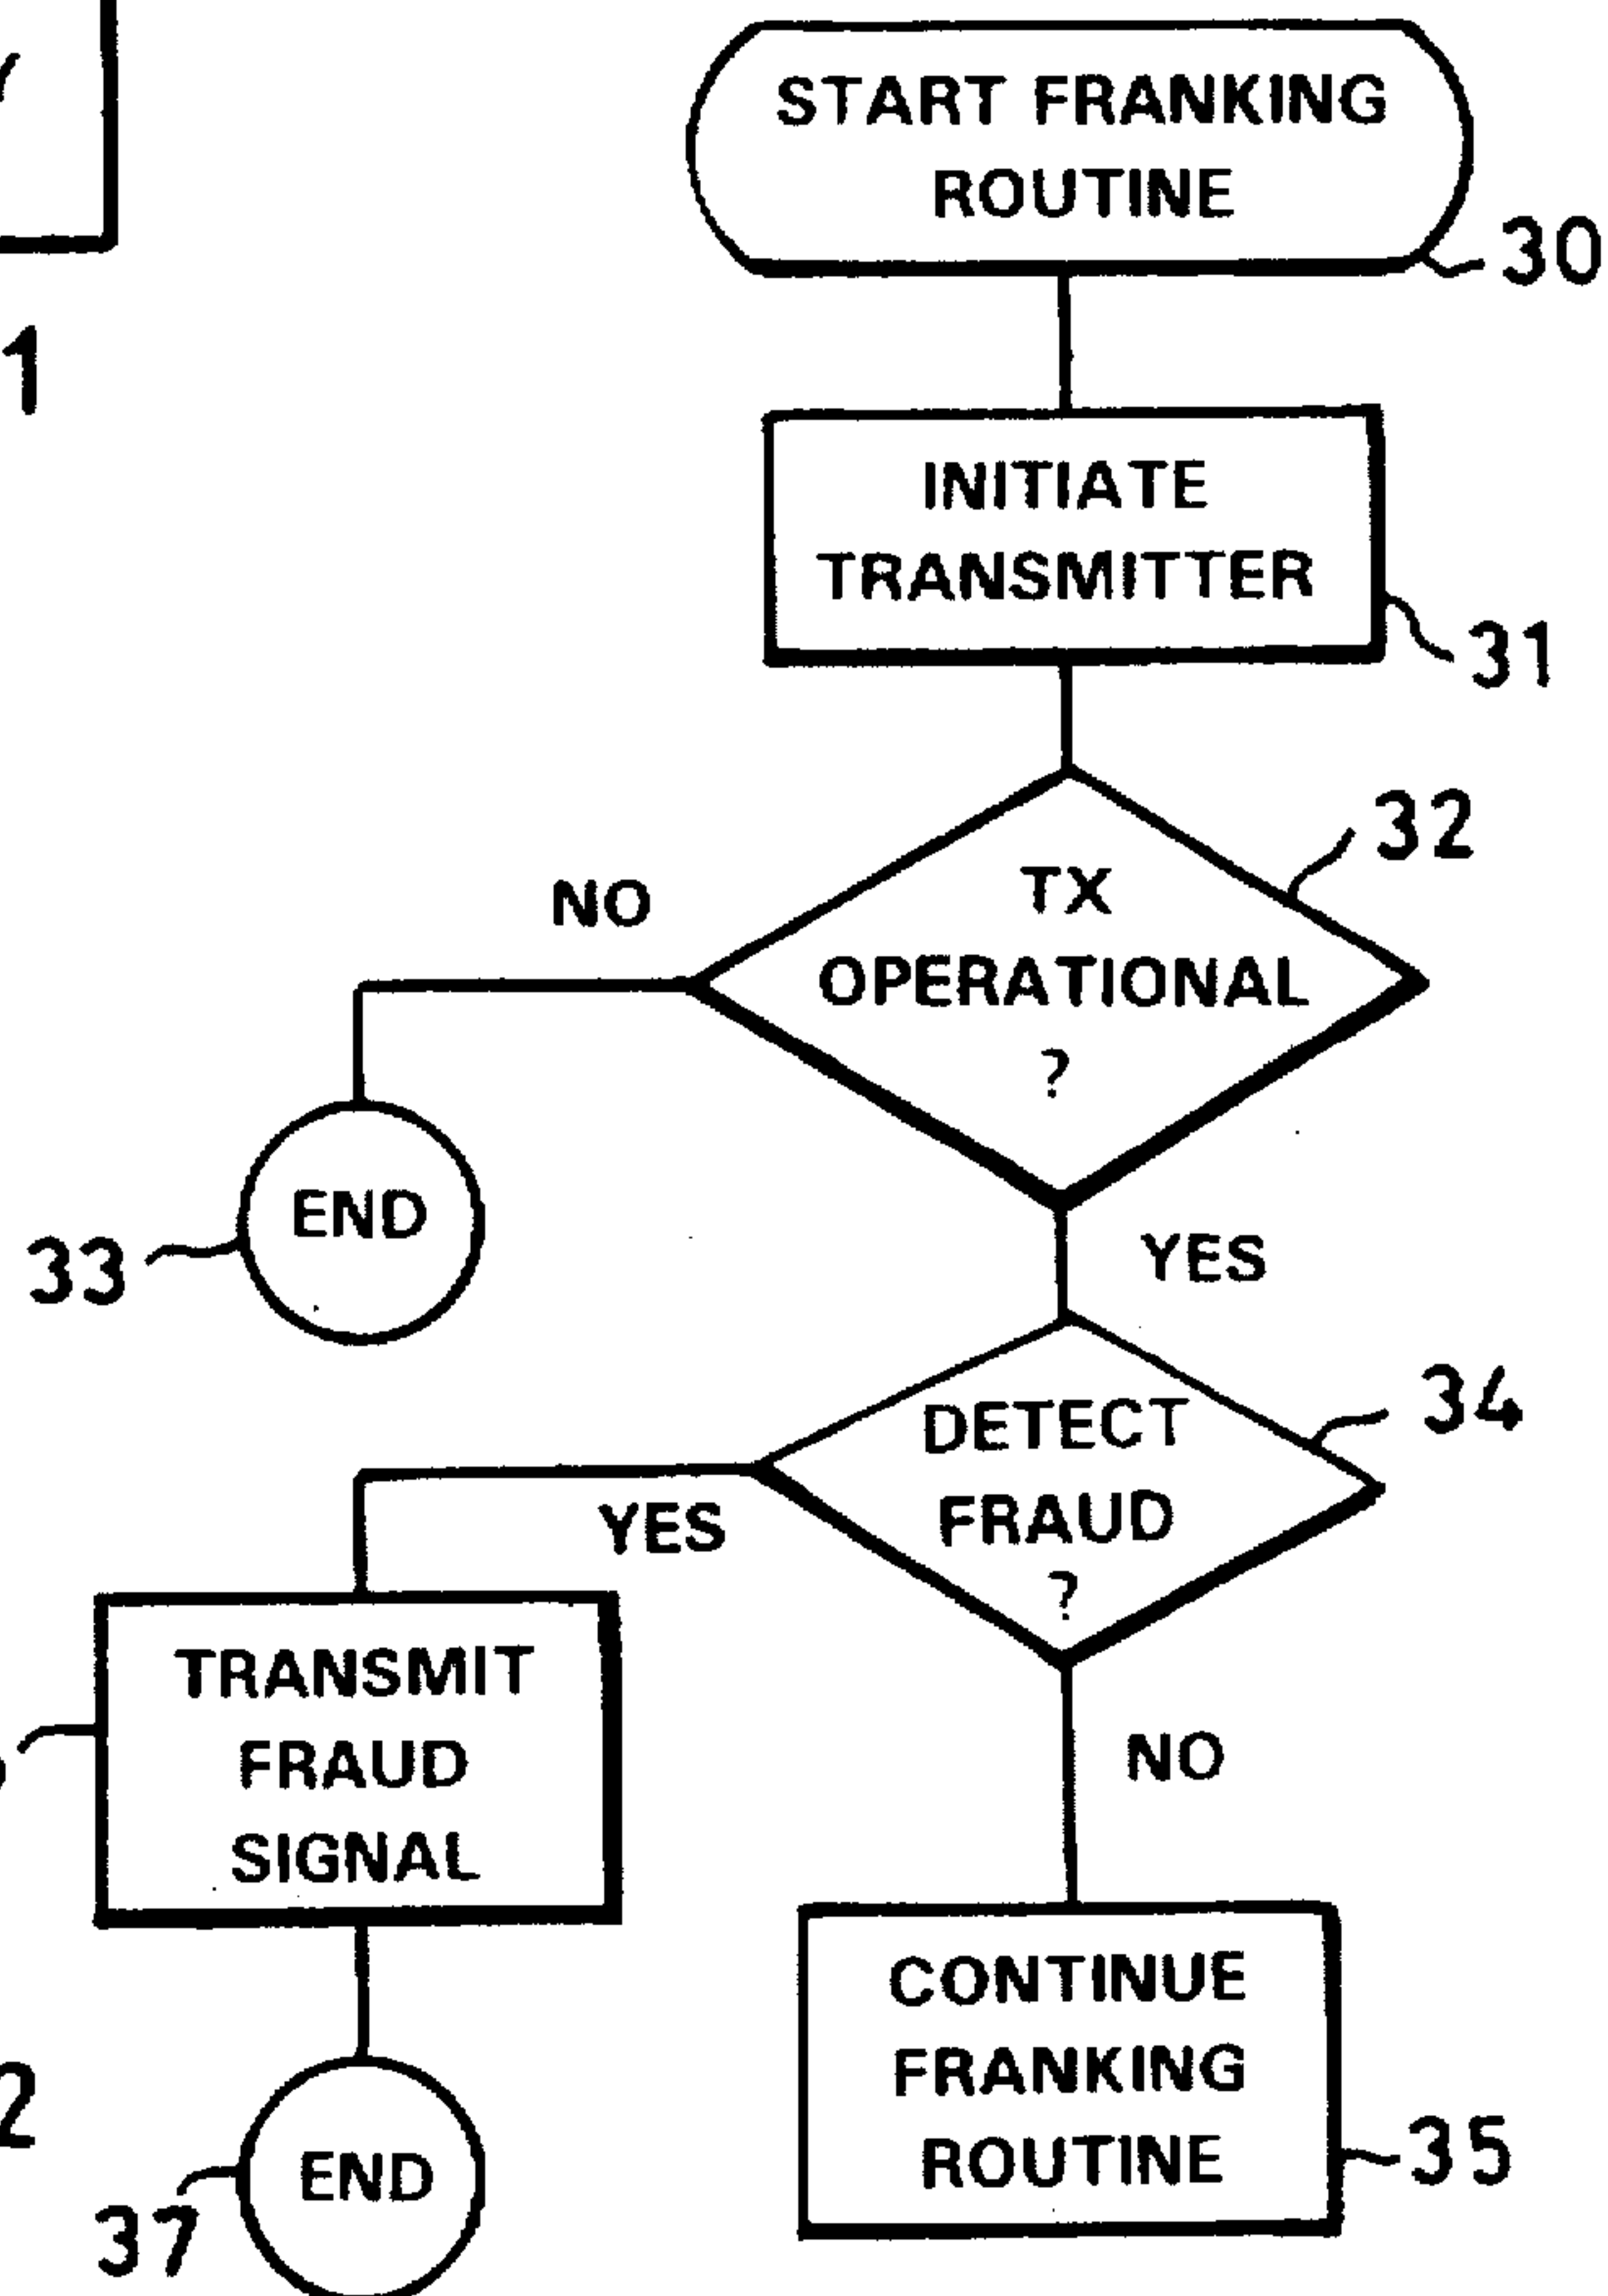 START FRANKING
ROUTINE
30
1
INITIATE
TRANSMITTER
31
32
NO
TX
OPERATIONAL
?
END
33
YES
34
DETECT
FRAUD
?
YES
TRANSMIT
FRAUD
SIGNAL
NO
CONTINUE
FRANKING
ROUTINE
35
2
END
37